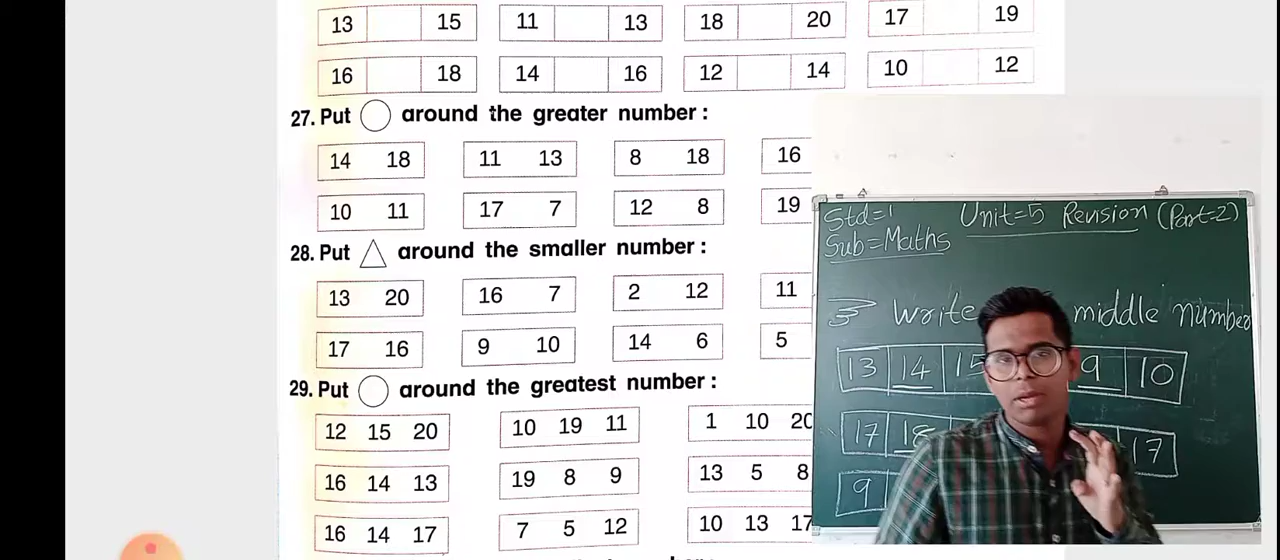 13 15 11 13 18 20 17 19
16 18 14 16 12 14 10 12
27. Put around the greater number :
14 18 11 13 8 18 16
10 11 17 7 12 8 19
28. Put around the smaller number :
13 20 16 7 2 12 11
17 16 9 10 14 6 5
29. Put around the greatest number :
12 15 20 10 19 11 1 10 20
16 14 13 19 8 9 13 5 8
16 14 17 7 5 12 10 13 17
Std=1 Unit=5 Revision (Part=2)
Sub=Maths
Write middle number
13 14 15 9 10
17 18 17
9